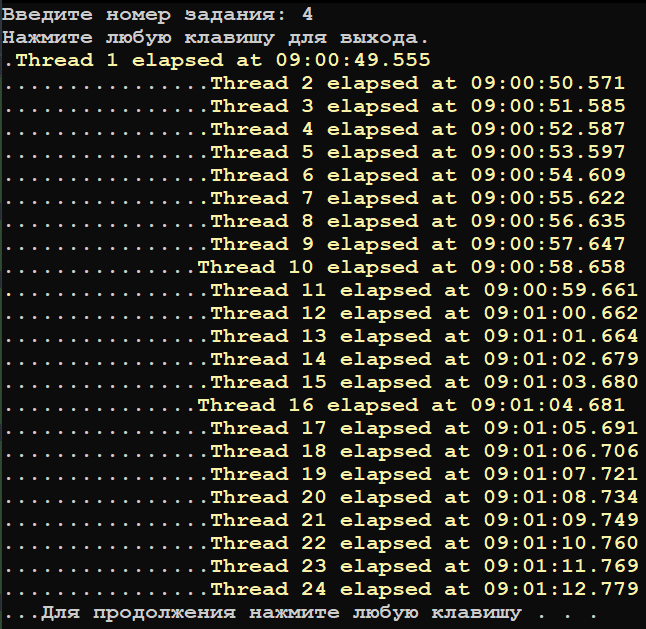 Введите номер задания: 4
Нажмите любую клавишу для выхода.
.Thread 1 elapsed at 09:00:49.555
................Thread 2 elapsed at 09:00:50.571
................Thread 3 elapsed at 09:00:51.585
................Thread 4 elapsed at 09:00:52.587
................Thread 5 elapsed at 09:00:53.597
................Thread 6 elapsed at 09:00:54.609
................Thread 7 elapsed at 09:00:55.622
................Thread 8 elapsed at 09:00:56.635
................Thread 9 elapsed at 09:00:57.647
...............Thread 10 elapsed at 09:00:58.658
................Thread 11 elapsed at 09:00:59.661
................Thread 12 elapsed at 09:01:00.662
................Thread 13 elapsed at 09:01:01.664
................Thread 14 elapsed at 09:01:02.679
................Thread 15 elapsed at 09:01:03.680
...............Thread 16 elapsed at 09:01:04.681
................Thread 17 elapsed at 09:01:05.691
................Thread 18 elapsed at 09:01:06.706
................Thread 19 elapsed at 09:01:07.721
................Thread 20 elapsed at 09:01:08.734
................Thread 21 elapsed at 09:01:09.749
................Thread 22 elapsed at 09:01:10.760
................Thread 23 elapsed at 09:01:11.769
................Thread 24 elapsed at 09:01:12.779
...Для продолжения нажмите любую клавишу . . .